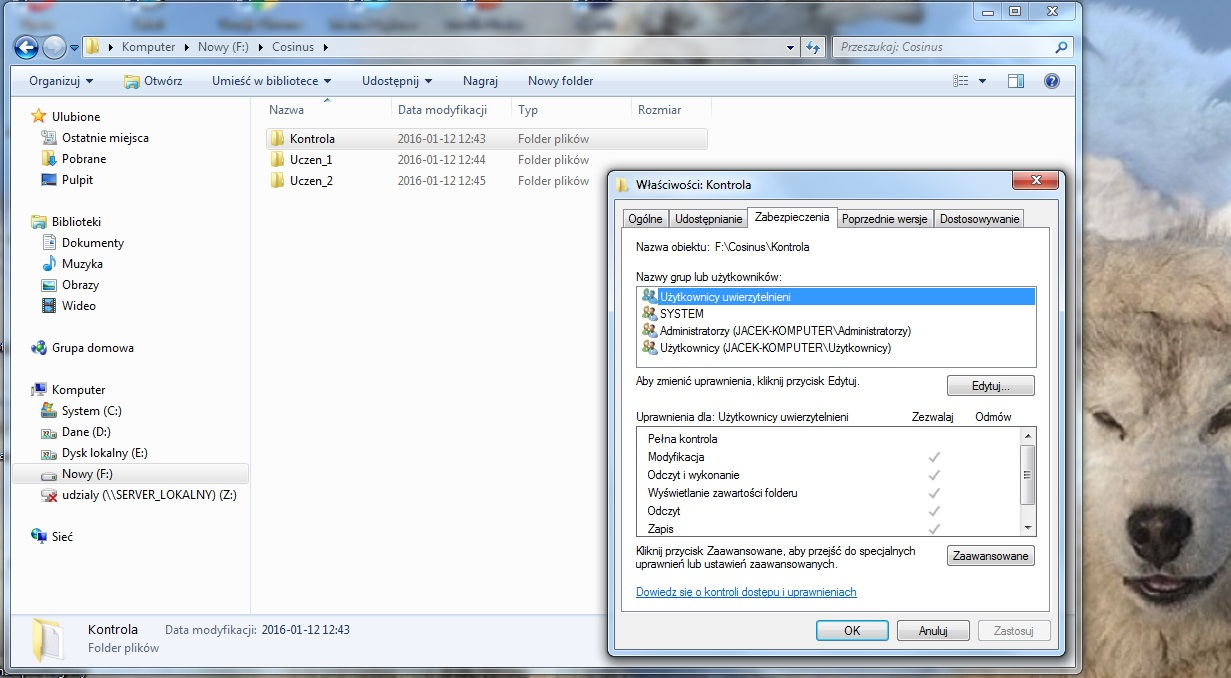 Komputer ▸ Nowy (F:) ▸ Cosinus ▸
Przeszukaj: Cosinus
Organizuj Otwórz Umieść w bibliotece Udostępnij Nagraj Nowy folder
Nazwa Data modyfikacji Typ Rozmiar
Kontrola 2016-01-12 12:43 Folder plików
Uczen_1 2016-01-12 12:44 Folder plików
Uczen_2 2016-01-12 12:45 Folder plików
Ulubione
Ostatnie miejsca
Pobrane
Pulpit
Biblioteki
Dokumenty
Muzyka
Obrazy
Wideo
Grupa domowa
Komputer
System (C:)
Dane (D:)
Dysk lokalny (E:)
Nowy (F:)
udzialy (\\SERVER_LOKALNY) (Z:)
Sieć
Kontrola Data modyfikacji: 2016-01-12 12:43
Folder plików
Właściwości: Kontrola
Ogólne Udostępnianie Zabezpieczenia Poprzednie wersje Dostosowywanie
Nazwa obiektu: F:\Cosinus\Kontrola
Nazwy grup lub użytkowników:
Użytkownicy uwierzytelnieni
SYSTEM
Administratorzy (JACEK-KOMPUTER\Administratorzy)
Użytkownicy (JACEK-KOMPUTER\Użytkownicy)
Aby zmienić uprawnienia, kliknij przycisk Edytuj.
Edytuj...
Uprawnienia dla: Użytkownicy uwierzytelnieni Zezwalaj Odmów
Pełna kontrola
Modyfikacja
Odczyt i wykonanie
Wyświetlanie zawartości folderu
Odczyt
Zapis
Kliknij przycisk Zaawansowane, aby przejść do specjalnych
uprawnień lub ustawień zaawansowanych.
Zaawansowane
Dowiedz się o kontroli dostępu i uprawnieniach
OK Anuluj Zastosuj